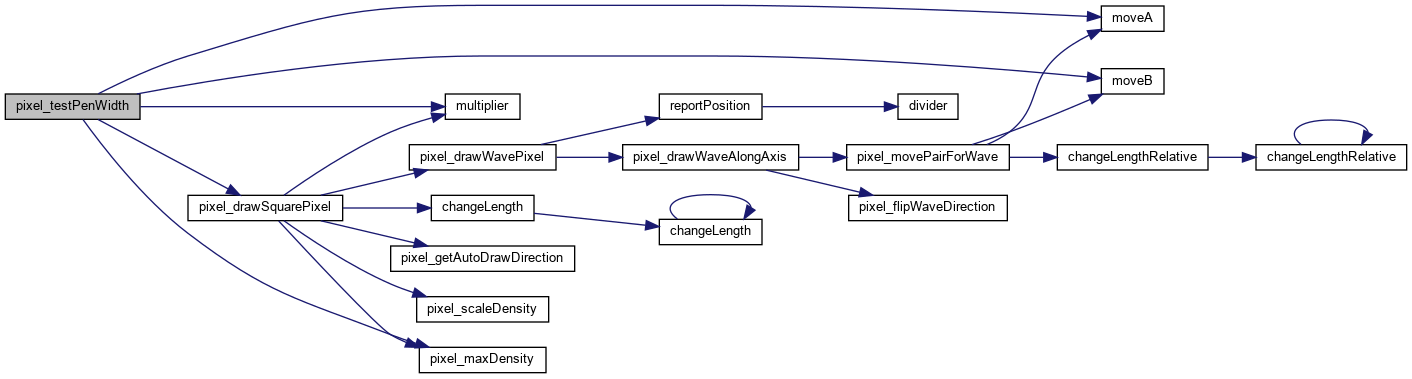 moveA
moveB
pixel_testPenWidth
multiplier
reportPosition
divider
pixel_drawWavePixel
pixel_drawWaveAlongAxis
pixel_movePairForWave
changeLengthRelative
changeLengthRelative
pixel_drawSquarePixel
changeLength
pixel_flipWaveDirection
changeLength
pixel_getAutoDrawDirection
pixel_scaleDensity
pixel_maxDensity